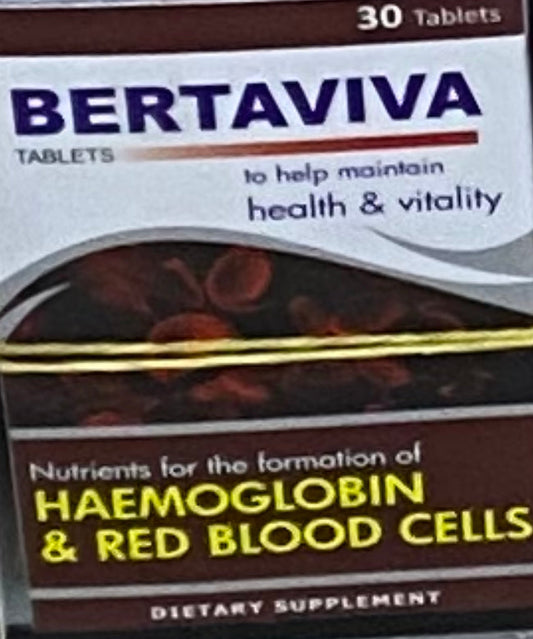 30 Tablets
BERTAVIVA
TABLETS
to help maintain
health & vitality
Nutrients for the formation of
HAEMOGLOBIN
& RED BLOOD CELLS
DIETARY SUPPLEMENT